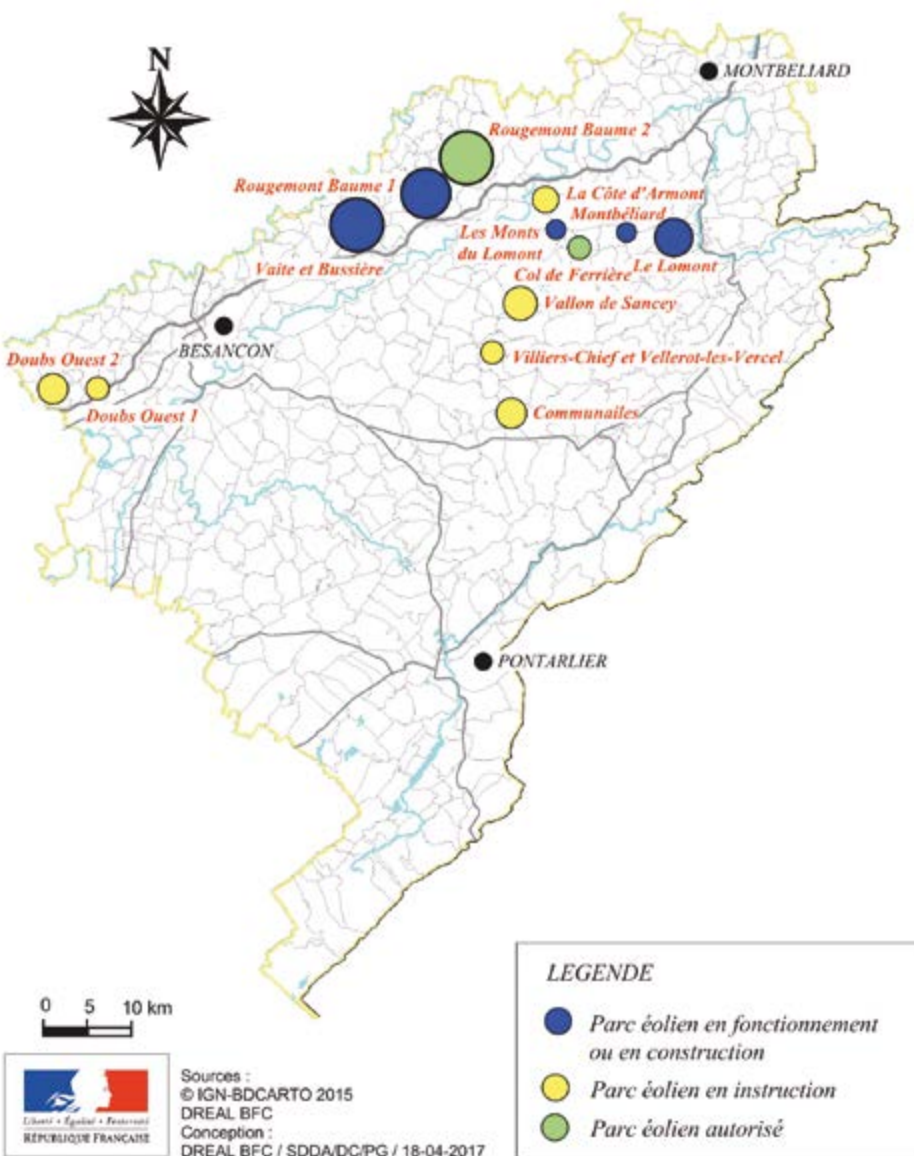 N
MONTBELIARD
Rougemont Baume 2
Rougemont Baume 1
La Côte d'Armont
Montbéliard
Les Monts
du Lomont
Le Lomont
Vaite et Bussière
Col de Ferrière
Vallon de Sancey
BESANCON
Doubs Ouest 2
Villiers-Chief et Vellerot-les-Vercel
Doubs Ouest 1
Communailes
PONTARLIER
0 5 10 km
LEGENDE
Parc éolien en fonctionnement
ou en construction
Parc éolien en instruction
Parc éolien autorisé
Liberté • Égalité • Fraternité
RÉPUBLIQUE FRANÇAISE
Sources :
© IGN-BDCARTO 2015
DREAL BFC
Conception :
DREAL BFC / SDDA/DC/PG / 18-04-2017